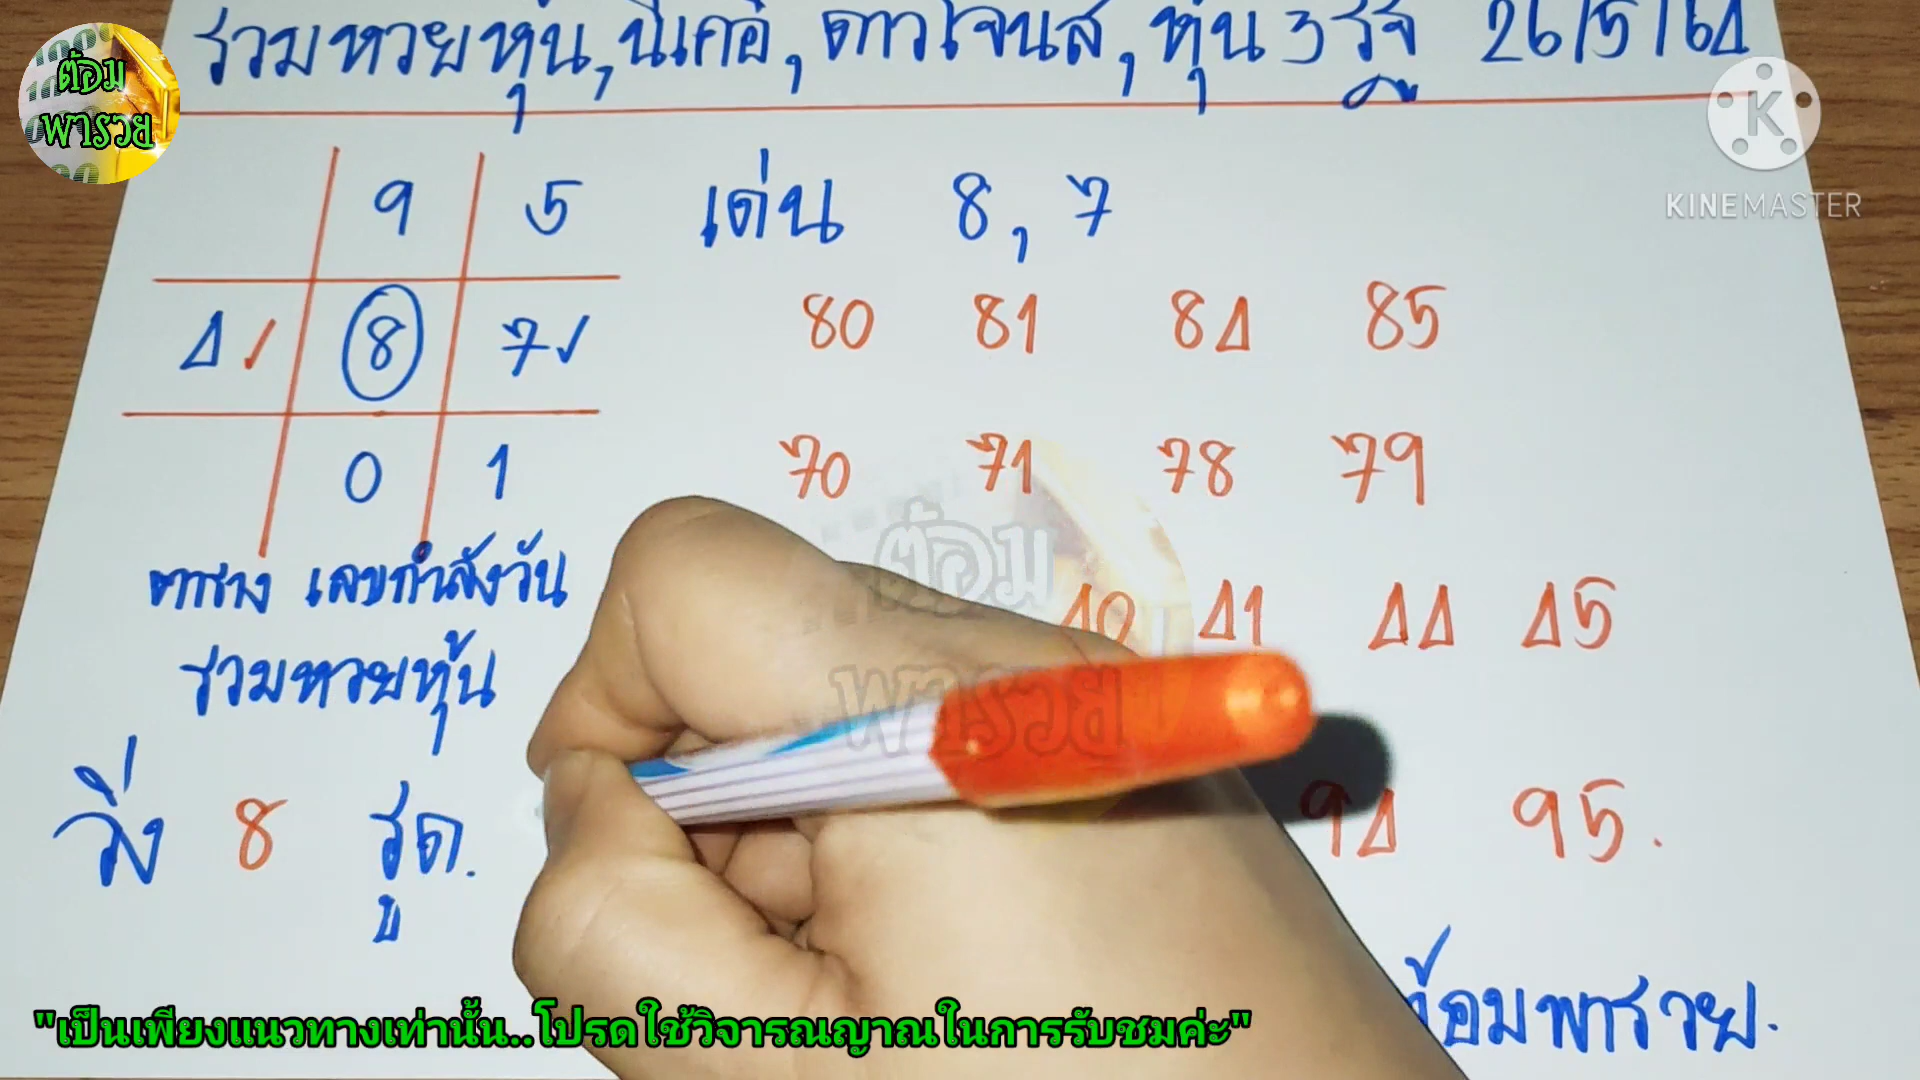 รวมหวยหุ้น,นิเคอิ,ดาวโจนส์,หุ้น 3 รัฐ 26/5/64
ต้อม
พารวย
KINEMASTER
9 5 เด่น 8, 7
80 81 84 85
4✓ 8 7✓
0 1 70 71 78 79
ตาราง เลขกำลังวัน
รวมหวยหุ้น
40 41 44 45
ต้อม
พารวย
วิ่ง 8 รูด. 94 95.
ต้อมพารวย.
"เป็นเพียงแนวทางเท่านั้น..โปรดใช้วิจารณญาณในการรับชมค่ะ"